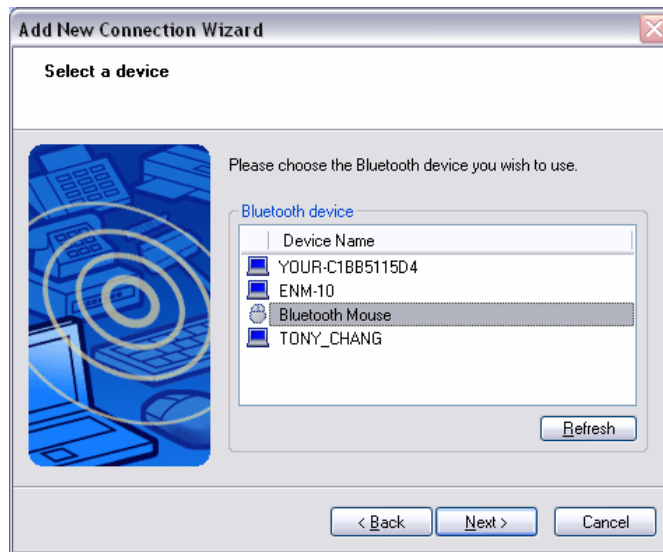 Add New Connection Wizard
Select a device
Please choose the Bluetooth device you wish to use.
Bluetooth device
Device Name
YOUR-C1BB5115D4
ENM-10
Bluetooth Mouse
TONY_CHANG
Refresh
< Back Next > Cancel